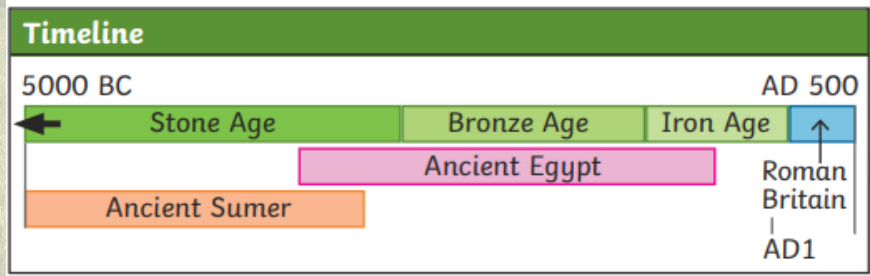 Timeline
5000 BC AD 500
Stone Age Bronze Age Iron Age
Ancient Egypt
Roman
Britain
Ancient Sumer
AD1